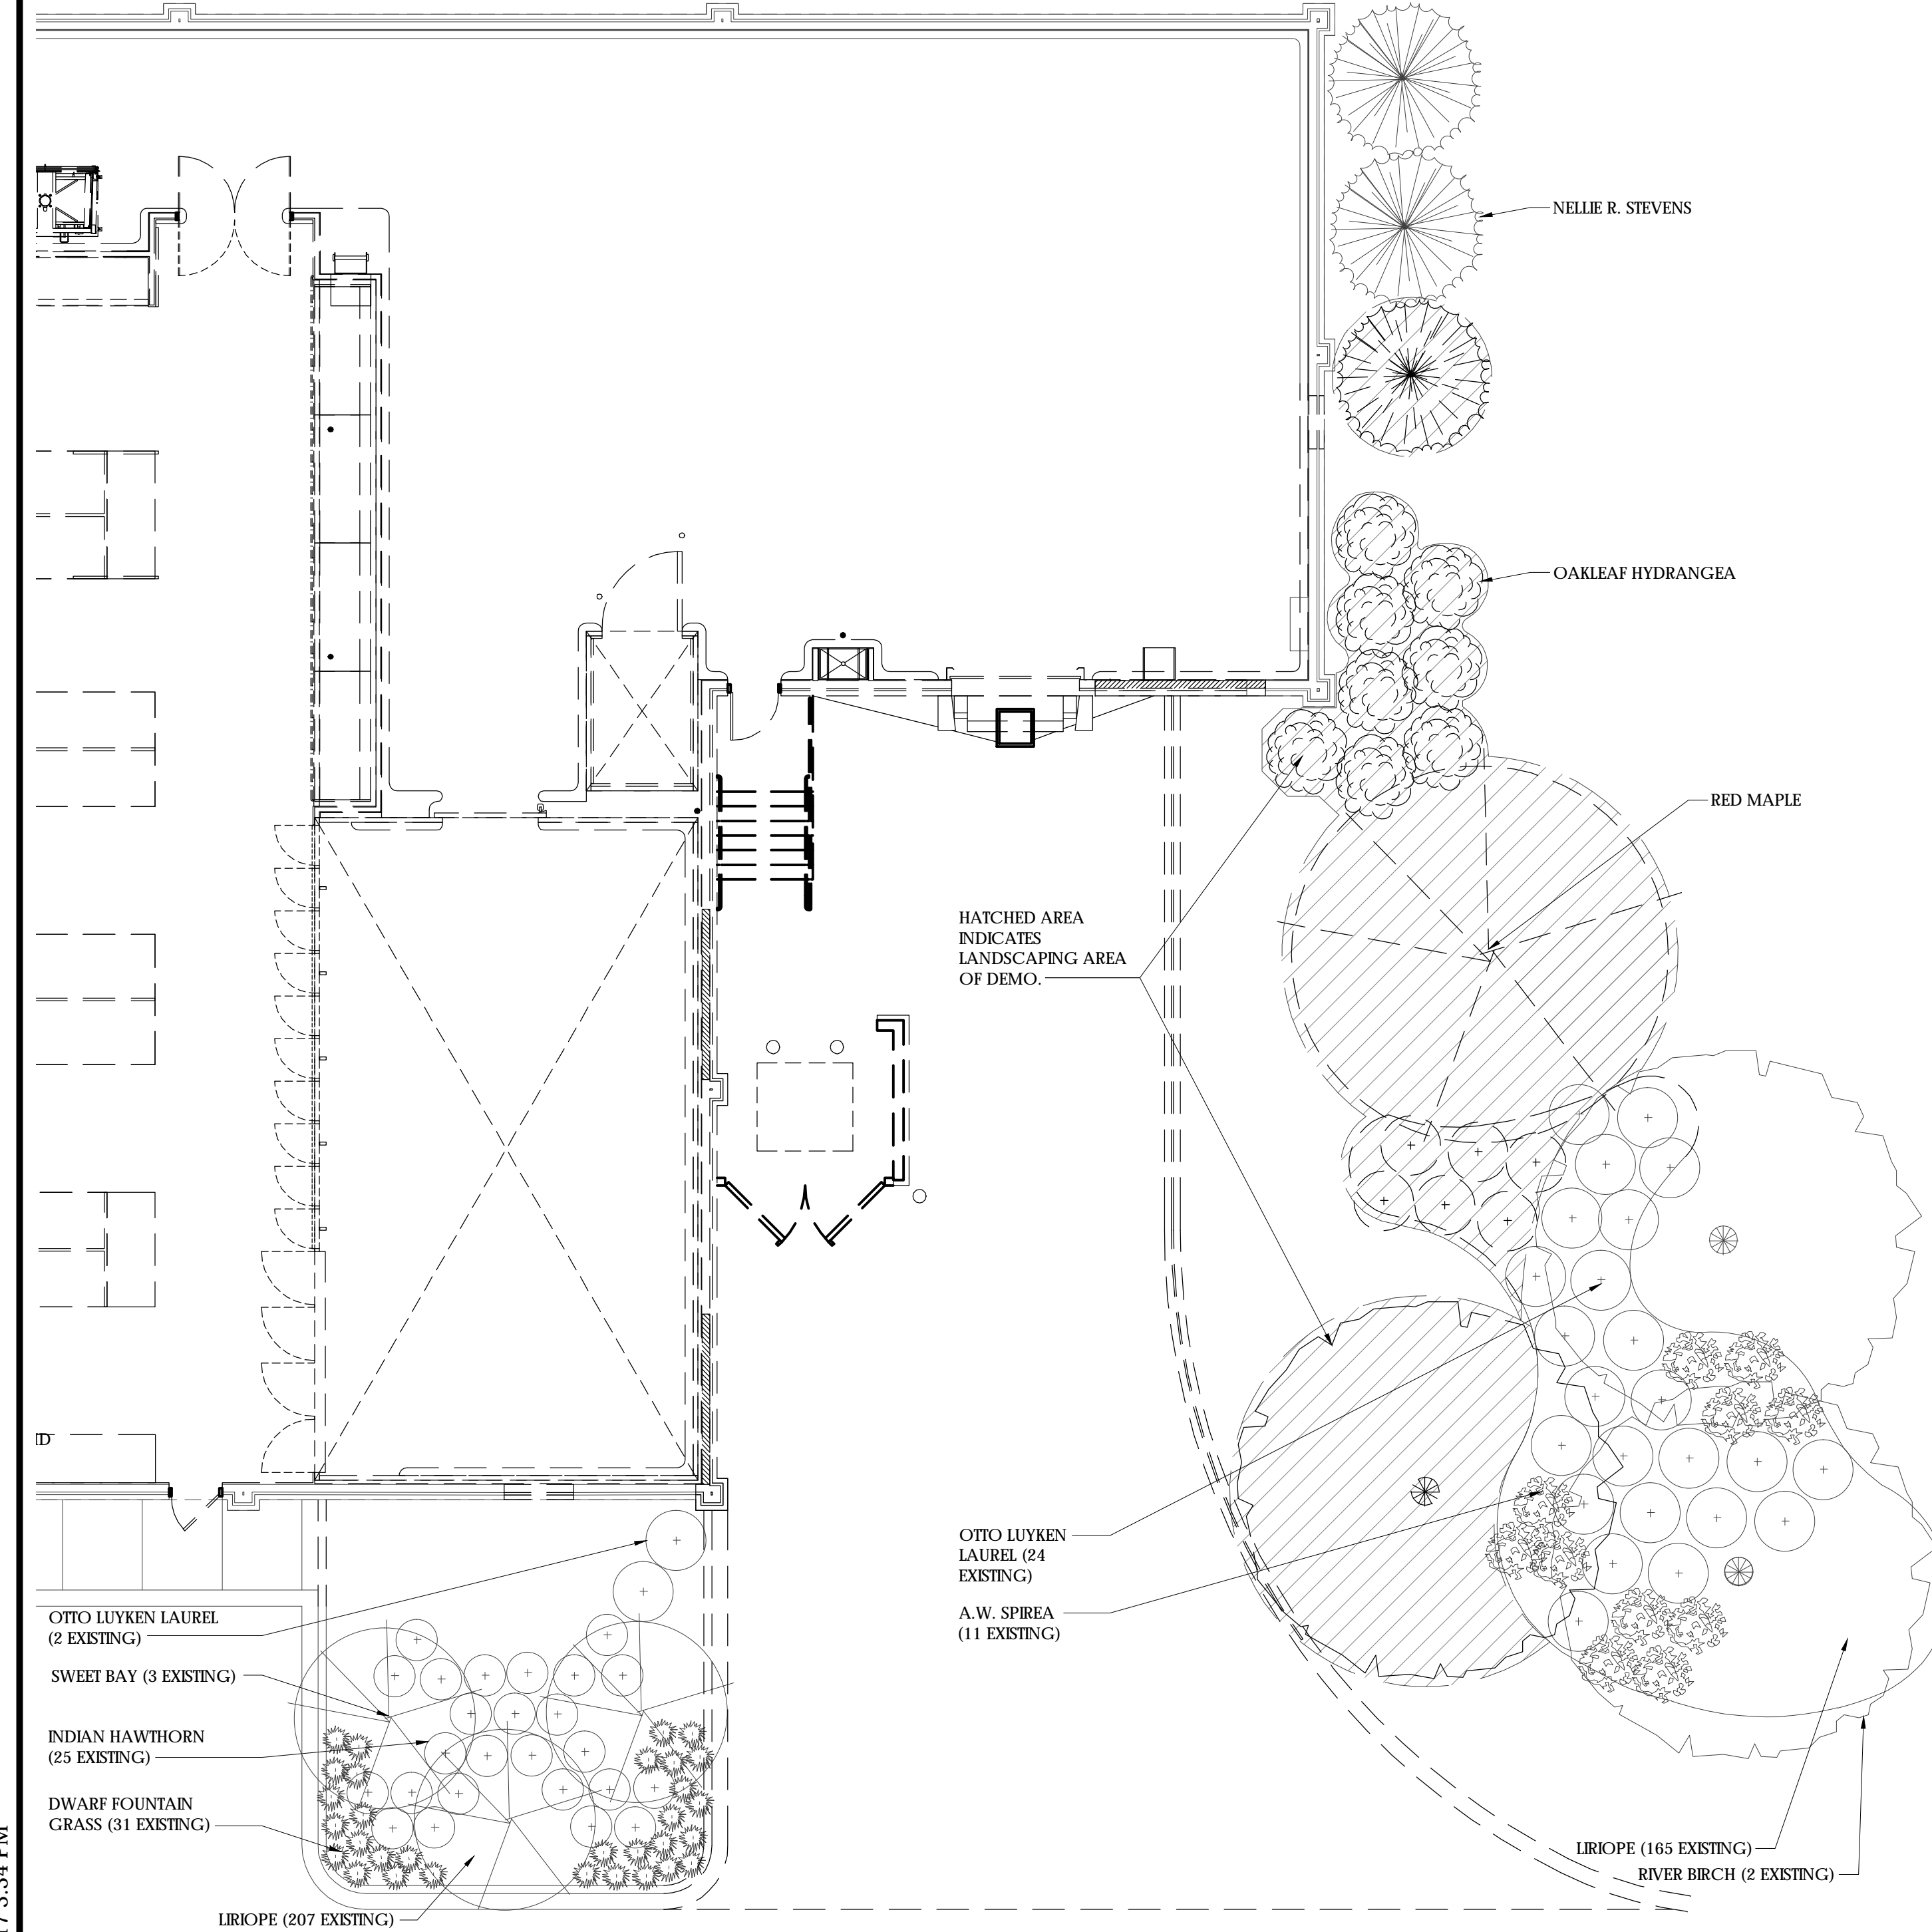 NELLIE R. STEVENS
OAKLEAF HYDRANGEA
RED MAPLE
HATCHED AREA
INDICATES
LANDSCAPING AREA
OF DEMO.
OTTO LUYKEN
LAUREL (24
EXISTING)
A.W. SPIREA
(11 EXISTING)
OTTO LUYKEN LAUREL
(2 EXISTING)
SWEET BAY (3 EXISTING)
INDIAN HAWTHORN
(25 EXISTING)
DWARF FOUNTAIN
GRASS (31 EXISTING)
LIRIOPE (207 EXISTING)
LIRIOPE (165 EXISTING)
RIVER BIRCH (2 EXISTING)